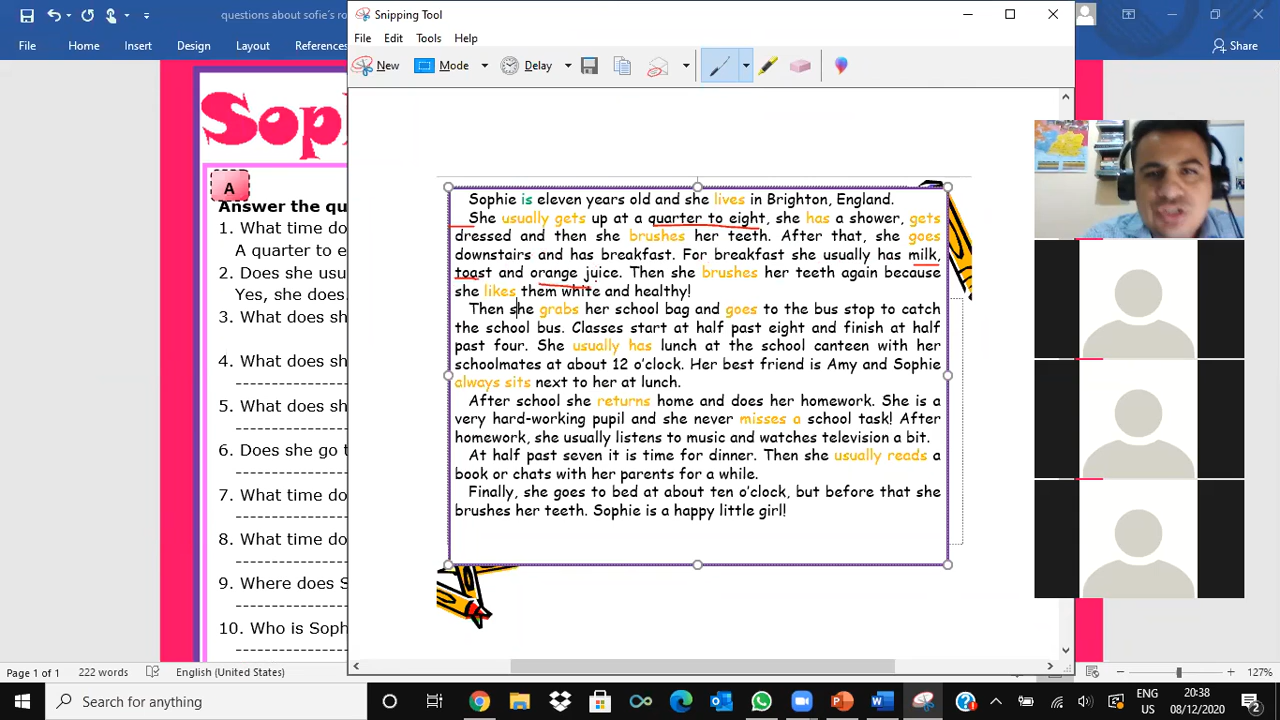 questions about sofie's ro
Snipping Tool
File Home Insert Design Layout References
File Edit Tools Help
Share
New Mode Delay
Sop
A
Answer the qu
1. What time do
A quarter to e
2. Does she usu
Yes, she does.
3. What does sh
4. What does sh
5. What does sh
6. Does she go t
7. What time do
8. What time do
9. Where does S
10. Who is Soph
Sophie is eleven years old and she lives in Brighton, England.
She usually gets up at a quarter to eight, she has a shower, gets
dressed and then she brushes her teeth. After that, she goes
downstairs and has breakfast. For breakfast she usually has milk,
toast and orange juice. Then she brushes her teeth again because
she likes them white and healthy!
Then she grabs her school bag and goes to the bus stop to catch
the school bus. Classes start at half past eight and finish at half
past four. She usually has lunch at the school canteen with her
schoolmates at about 12 o'clock. Her best friend is Amy and Sophie
always sits next to her at lunch.
After school she returns home and does her homework. She is a
very hard-working pupil and she never misses a school task! After
homework, she usually listens to music and watches television a bit.
At half past seven it is time for dinner. Then she usually reads a
book or chats with her parents for a while.
Finally, she goes to bed at about ten o'clock, but before that she
brushes her teeth. Sophie is a happy little girl!
Page 1 of 1 222 words English (United States) 127%
Search for anything
ENG 20:38
08/12/2020
2